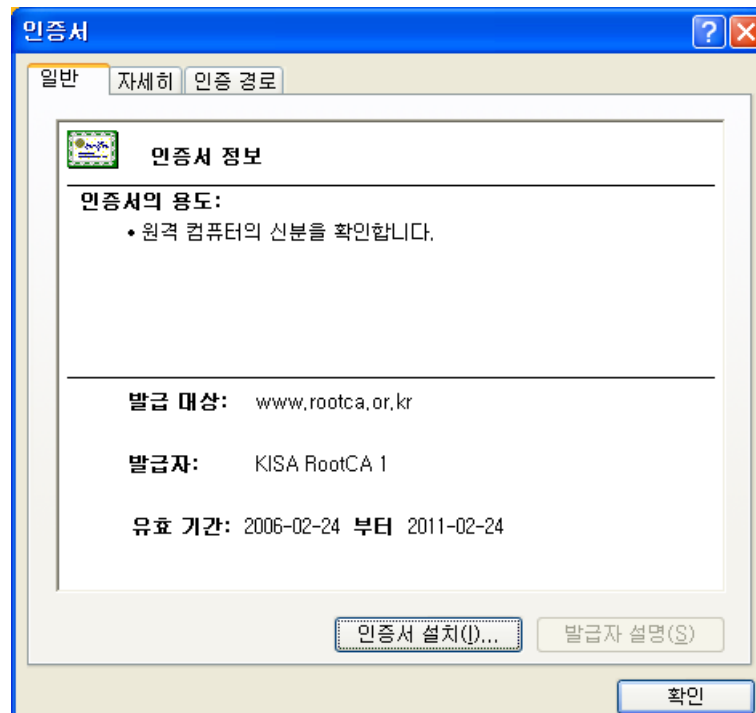 인증서
일반
자세히
인증 경로
인증서 정보
인증서의 용도:
• 원격 컴퓨터의 신분을 확인합니다.
발급 대상: www.rootca.or.kr
발급자: KISA RootCA 1
유효 기간: 2006-02-24 부터 2011-02-24
인증서 설치(I)... 발급자 설명(S)
확인